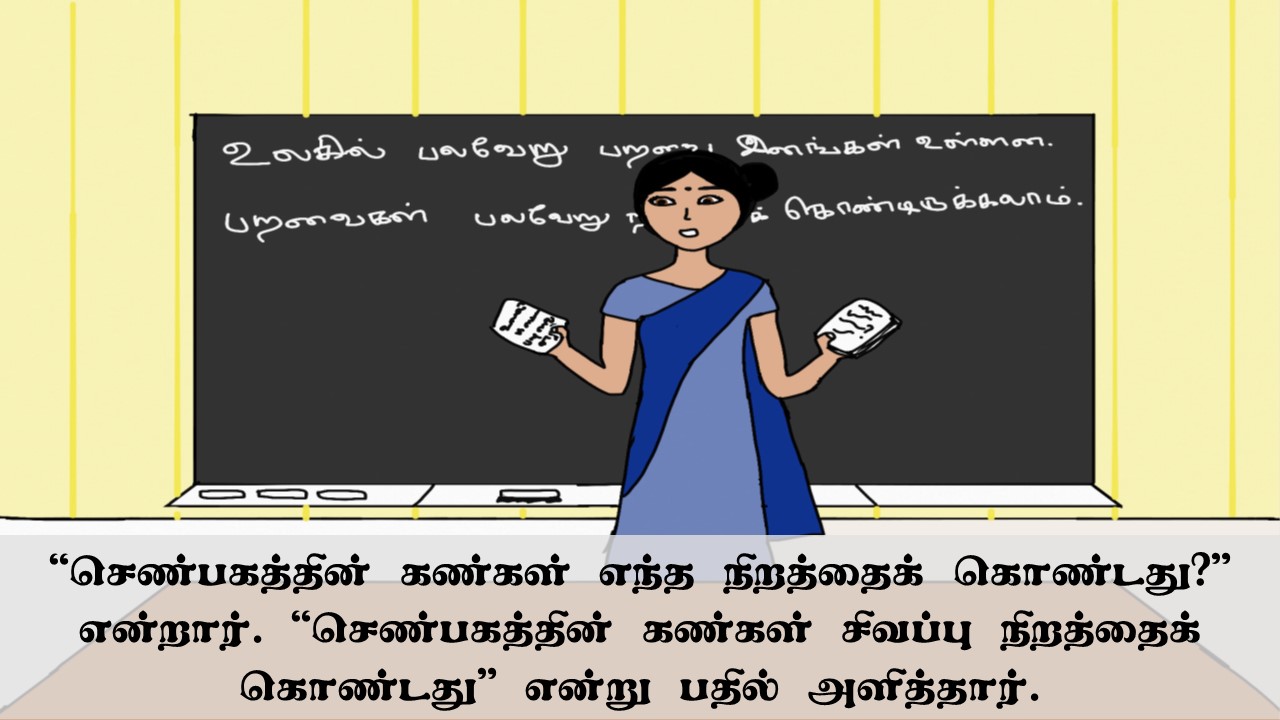 உலகில் பலவேறு பறவை இனங்கள் உள்ளன.
பறவைகள் பலவேறு கொண்டிருக்கலாம்.
“செண்பகத்தின் கண்கள் எந்த நிறத்தைக் கொண்டது?”
என்றார். “செண்பகத்தின் கண்கள் சிவப்பு நிறத்தைக்
கொண்டது” என்று பதில் அளித்தார்.